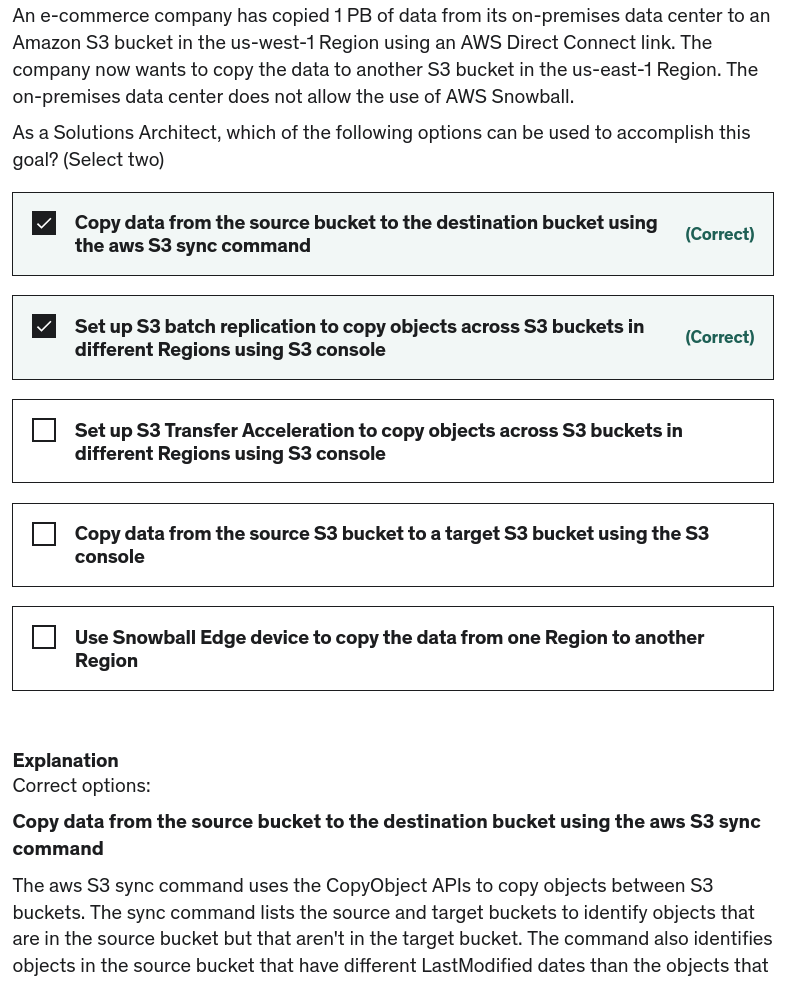 An e-commerce company has copied 1 PB of data from its on-premises data center to an
Amazon S3 bucket in the us-west-1 Region using an AWS Direct Connect link. The
company now wants to copy the data to another S3 bucket in the us-east-1 Region. The
on-premises data center does not allow the use of AWS Snowball.
As a Solutions Architect, which of the following options can be used to accomplish this
goal? (Select two)
Copy data from the source bucket to the destination bucket using
the aws S3 sync command
(Correct)
Set up S3 batch replication to copy objects across S3 buckets in
different Regions using S3 console
(Correct)
Set up S3 Transfer Acceleration to copy objects across S3 buckets in
different Regions using S3 console
Copy data from the source S3 bucket to a target S3 bucket using the S3
console
Use Snowball Edge device to copy the data from one Region to another
Region
Explanation
Correct options:
Copy data from the source bucket to the destination bucket using the aws S3 sync
command
The aws S3 sync command uses the CopyObject APIs to copy objects between S3
buckets. The sync command lists the source and target buckets to identify objects that
are in the source bucket but that aren't in the target bucket. The command also identifies
objects in the source bucket that have different LastModified dates than the objects that